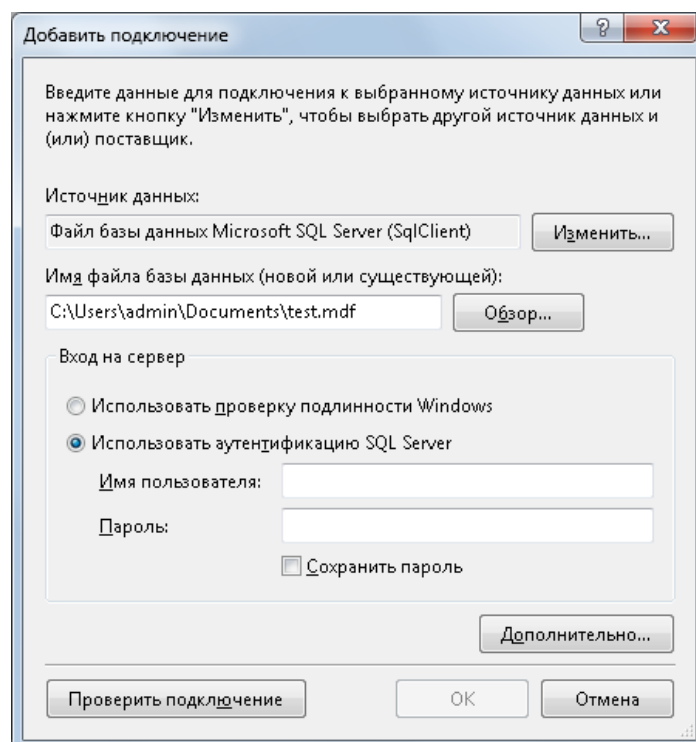 Добавить подключение
?
Введите данные для подключения к выбранному источнику данных или
нажмите кнопку "Изменить", чтобы выбрать другой источник данных и
(или) поставщик.
Источник данных:
Файл базы данных Microsoft SQL Server (SqlClient)
Изменить...
Имя файла базы данных (новой или существующей):
C:\Users\admin\Documents\test.mdf
Обзор...
Вход на сервер
Использовать проверку подлинности Windows
Использовать аутентификацию SQL Server
Имя пользователя:
Пароль:
Сохранить пароль
Дополнительно...
Проверить подключение
ОК
Отмена